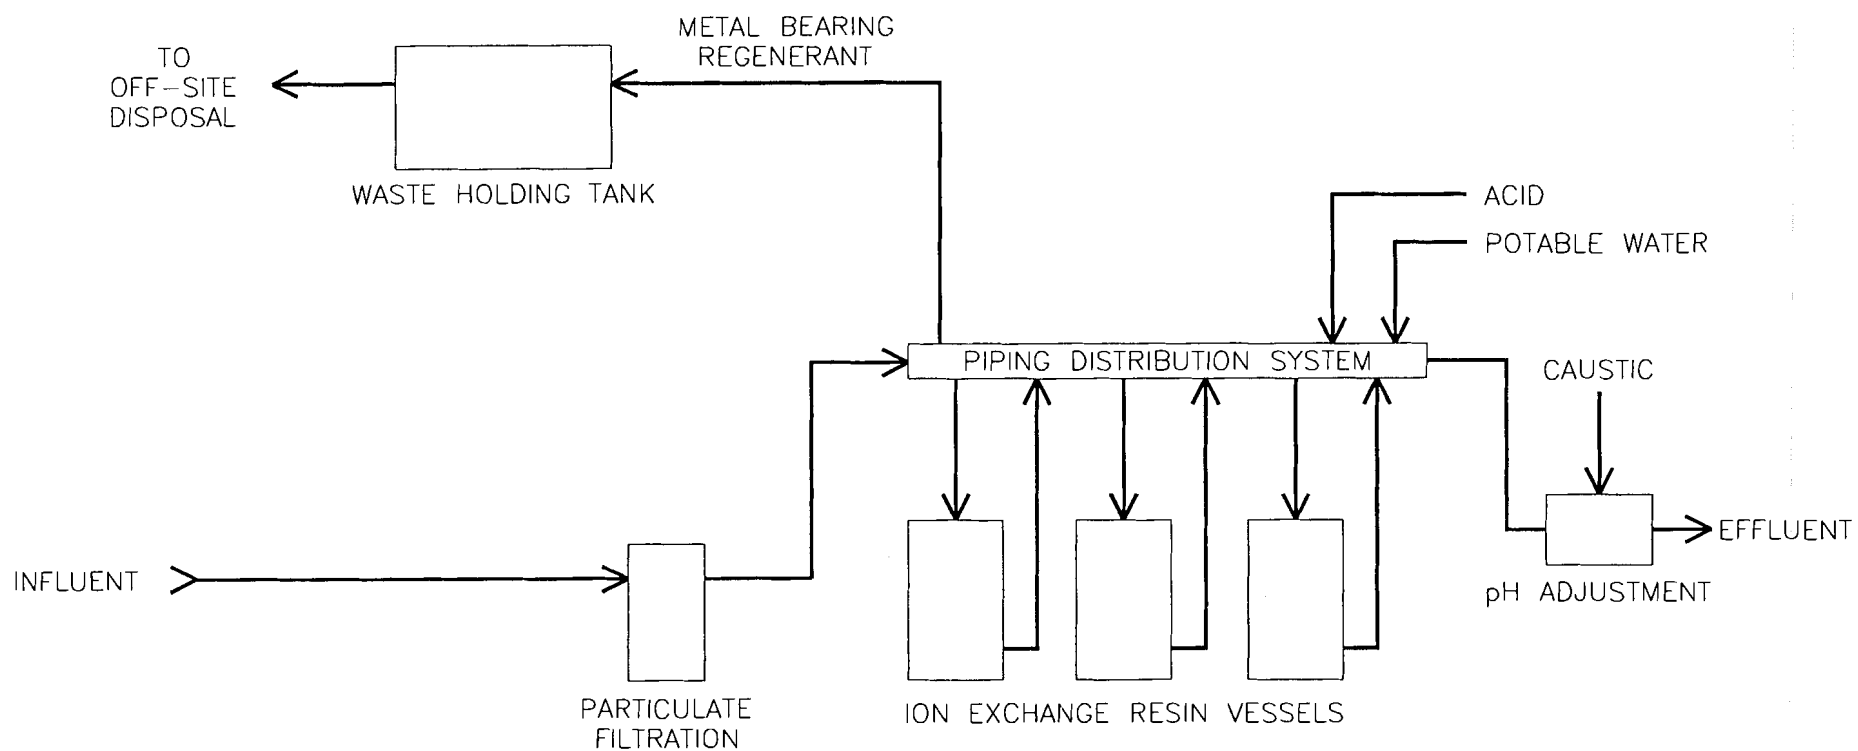 METAL BEARING
REGENERANT
TO
OFF-SITE
DISPOSAL
WASTE HOLDING TANK
ACID
POTABLE WATER
PIPING DISTRIBUTION SYSTEM
CAUSTIC
EFFLUENT
INFLUENT
pH ADJUSTMENT
PARTICULATE
FILTRATION
ION EXCHANGE RESIN VESSELS